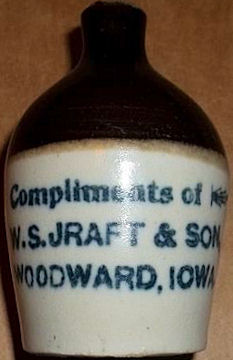 Compliments of
W.S.JRAFT & SON
WOODWARD, IOWA